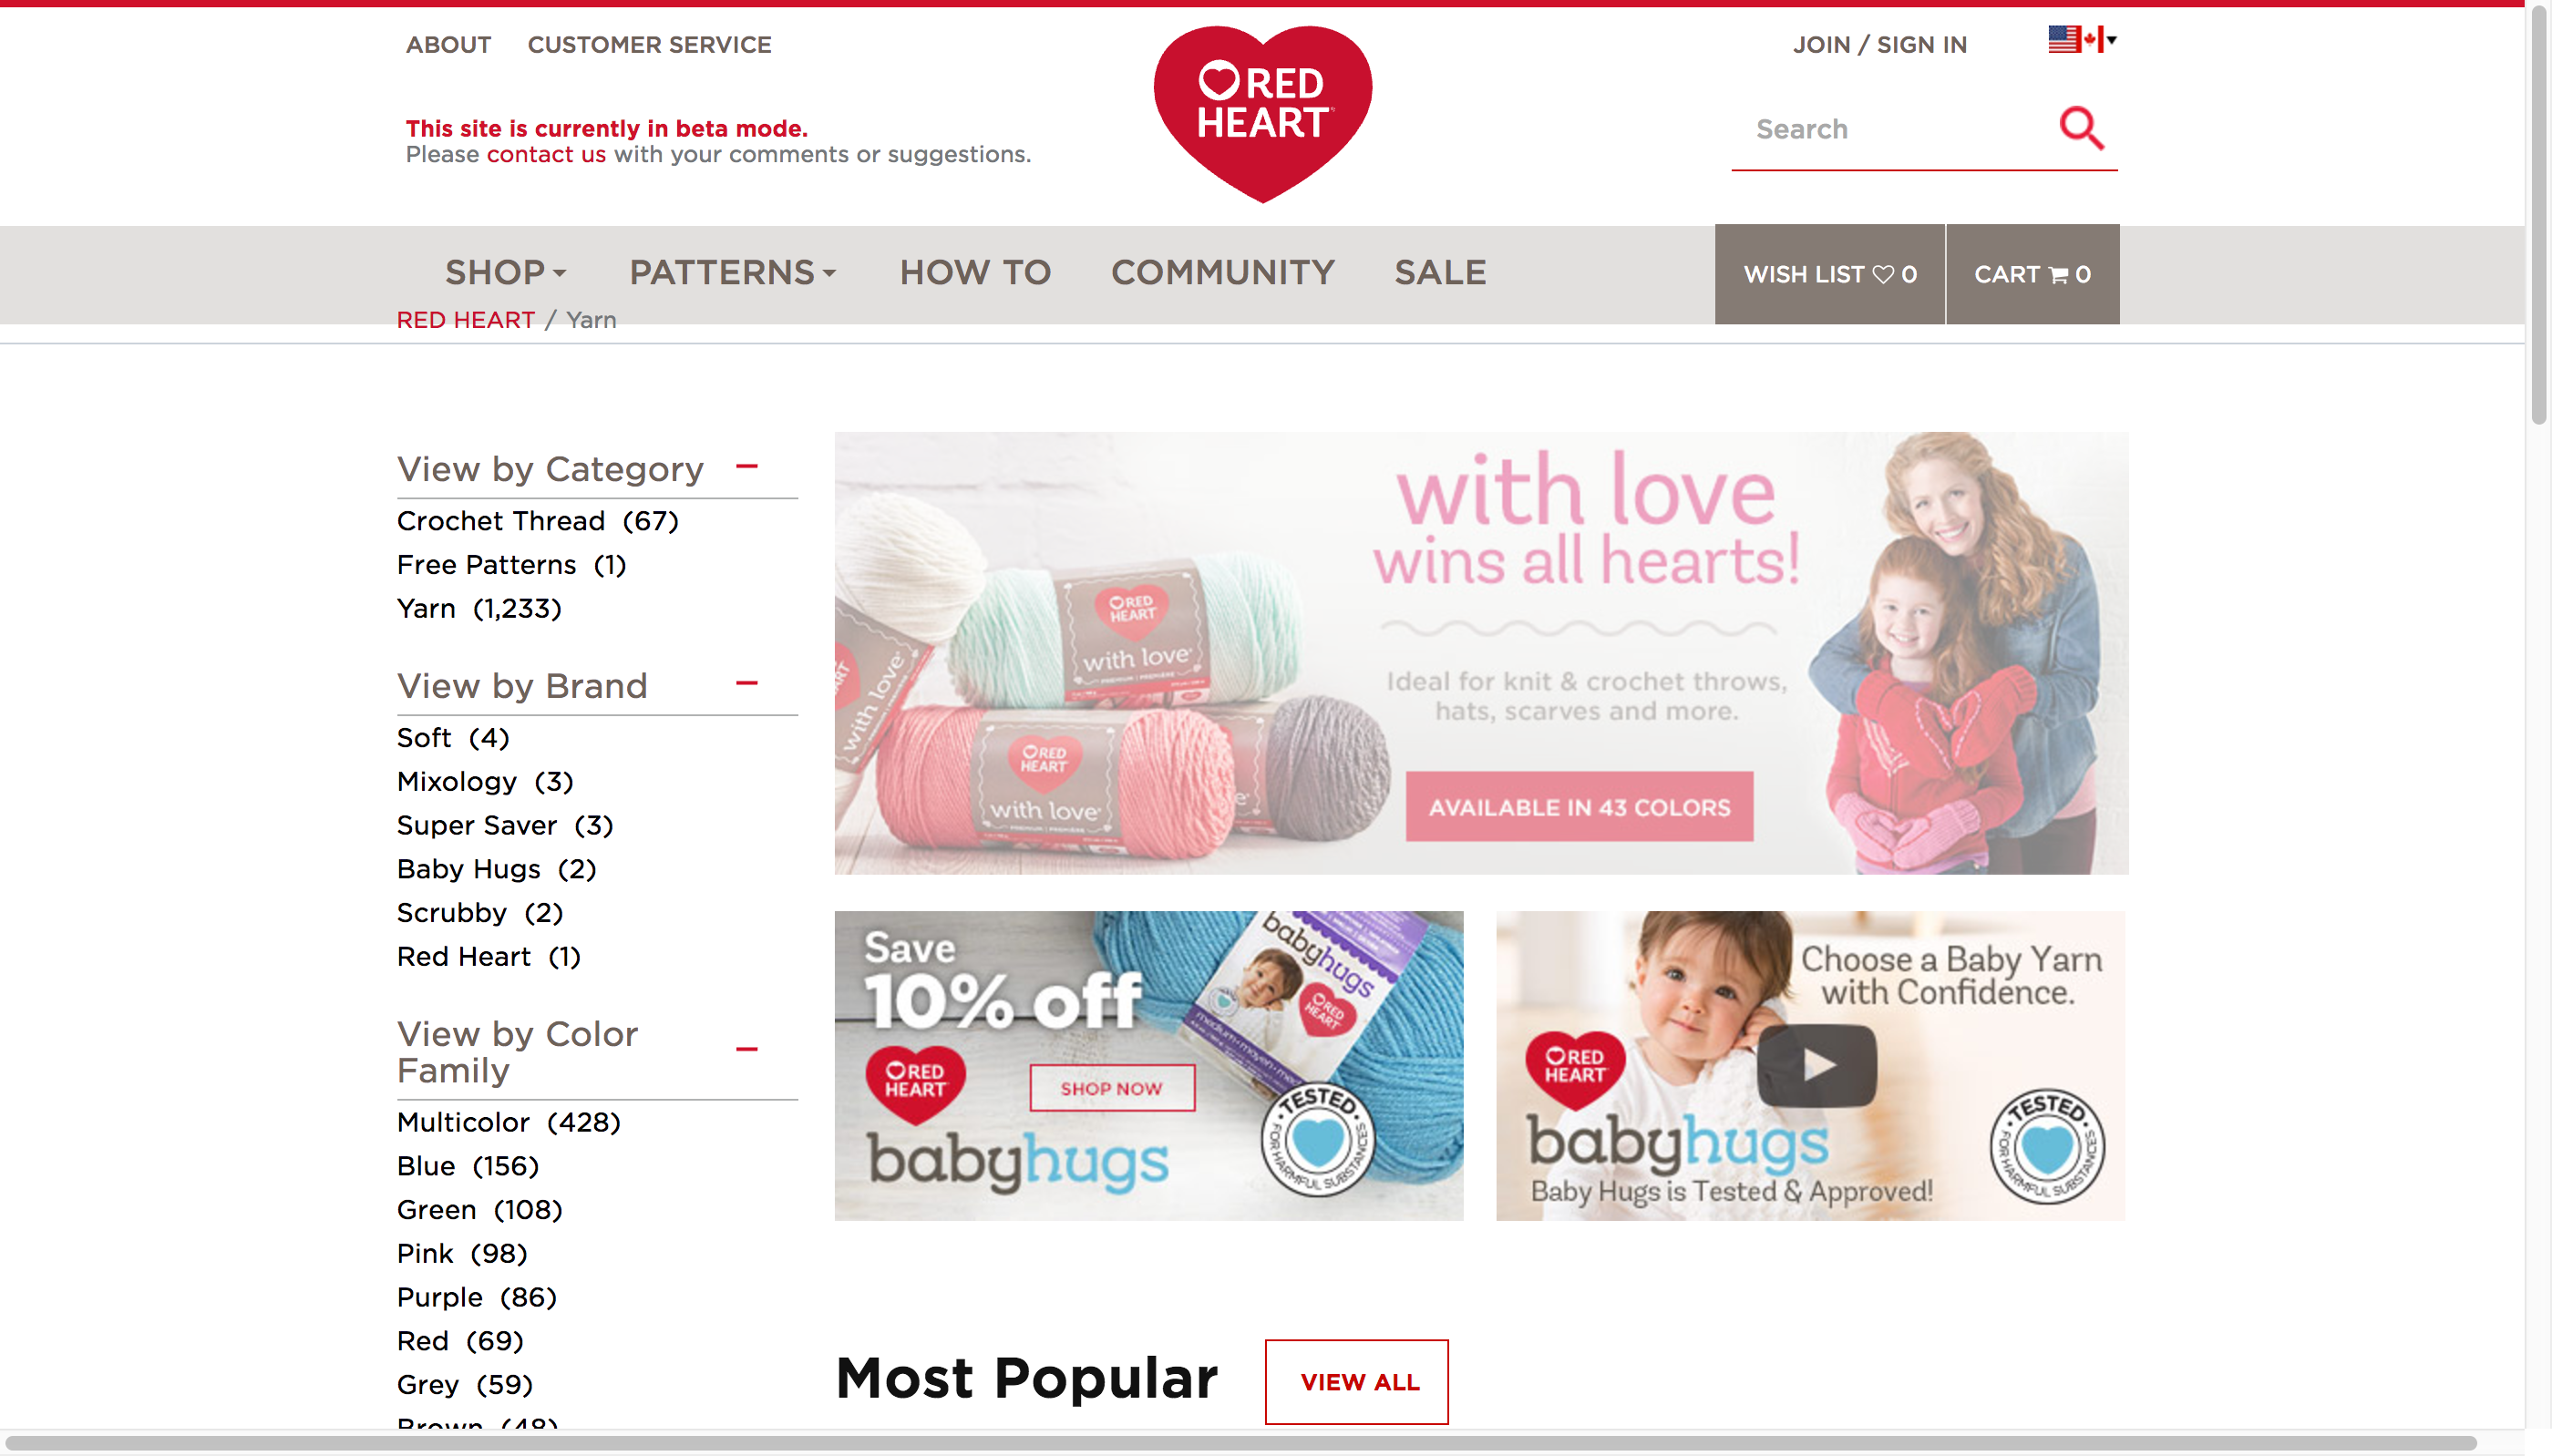 ABOUT CUSTOMER SERVICE
JOIN / SIGN IN
This site is currently in beta mode.
Please contact us with your comments or suggestions.
RED
HEART
Search
SHOP PATTERNS HOW TO COMMUNITY SALE
WISH LIST 0 CART 0
RED HEART / Yarn
View by Category
Crochet Thread (67)
Free Patterns (1)
Yarn (1,233)
View by Brand
Soft (4)
Mixology (3)
Super Saver (3)
Baby Hugs (2)
Scrubby (2)
Red Heart (1)
View by Color
Family
Multicolor (428)
Blue (156)
Green (108)
Pink (98)
Purple (86)
Red (69)
Grey (59)
Brown (48)
with love
wins all hearts!
Ideal for knit & crochet throws,
hats, scarves and more.
AVAILABLE IN 43 COLORS
RED
HEART
with love
RED
HEART
with love
with love
Save
10% off
RED
HEART
SHOP NOW
babyhugs
babyhugs
RED
HEART
TESTED
FOR HARMFUL SUBSTANCES
Choose a Baby Yarn
with Confidence.
RED
HEART
babyhugs
Baby Hugs is Tested & Approved!
TESTED
FOR HARMFUL SUBSTANCES
Most Popular
VIEW ALL